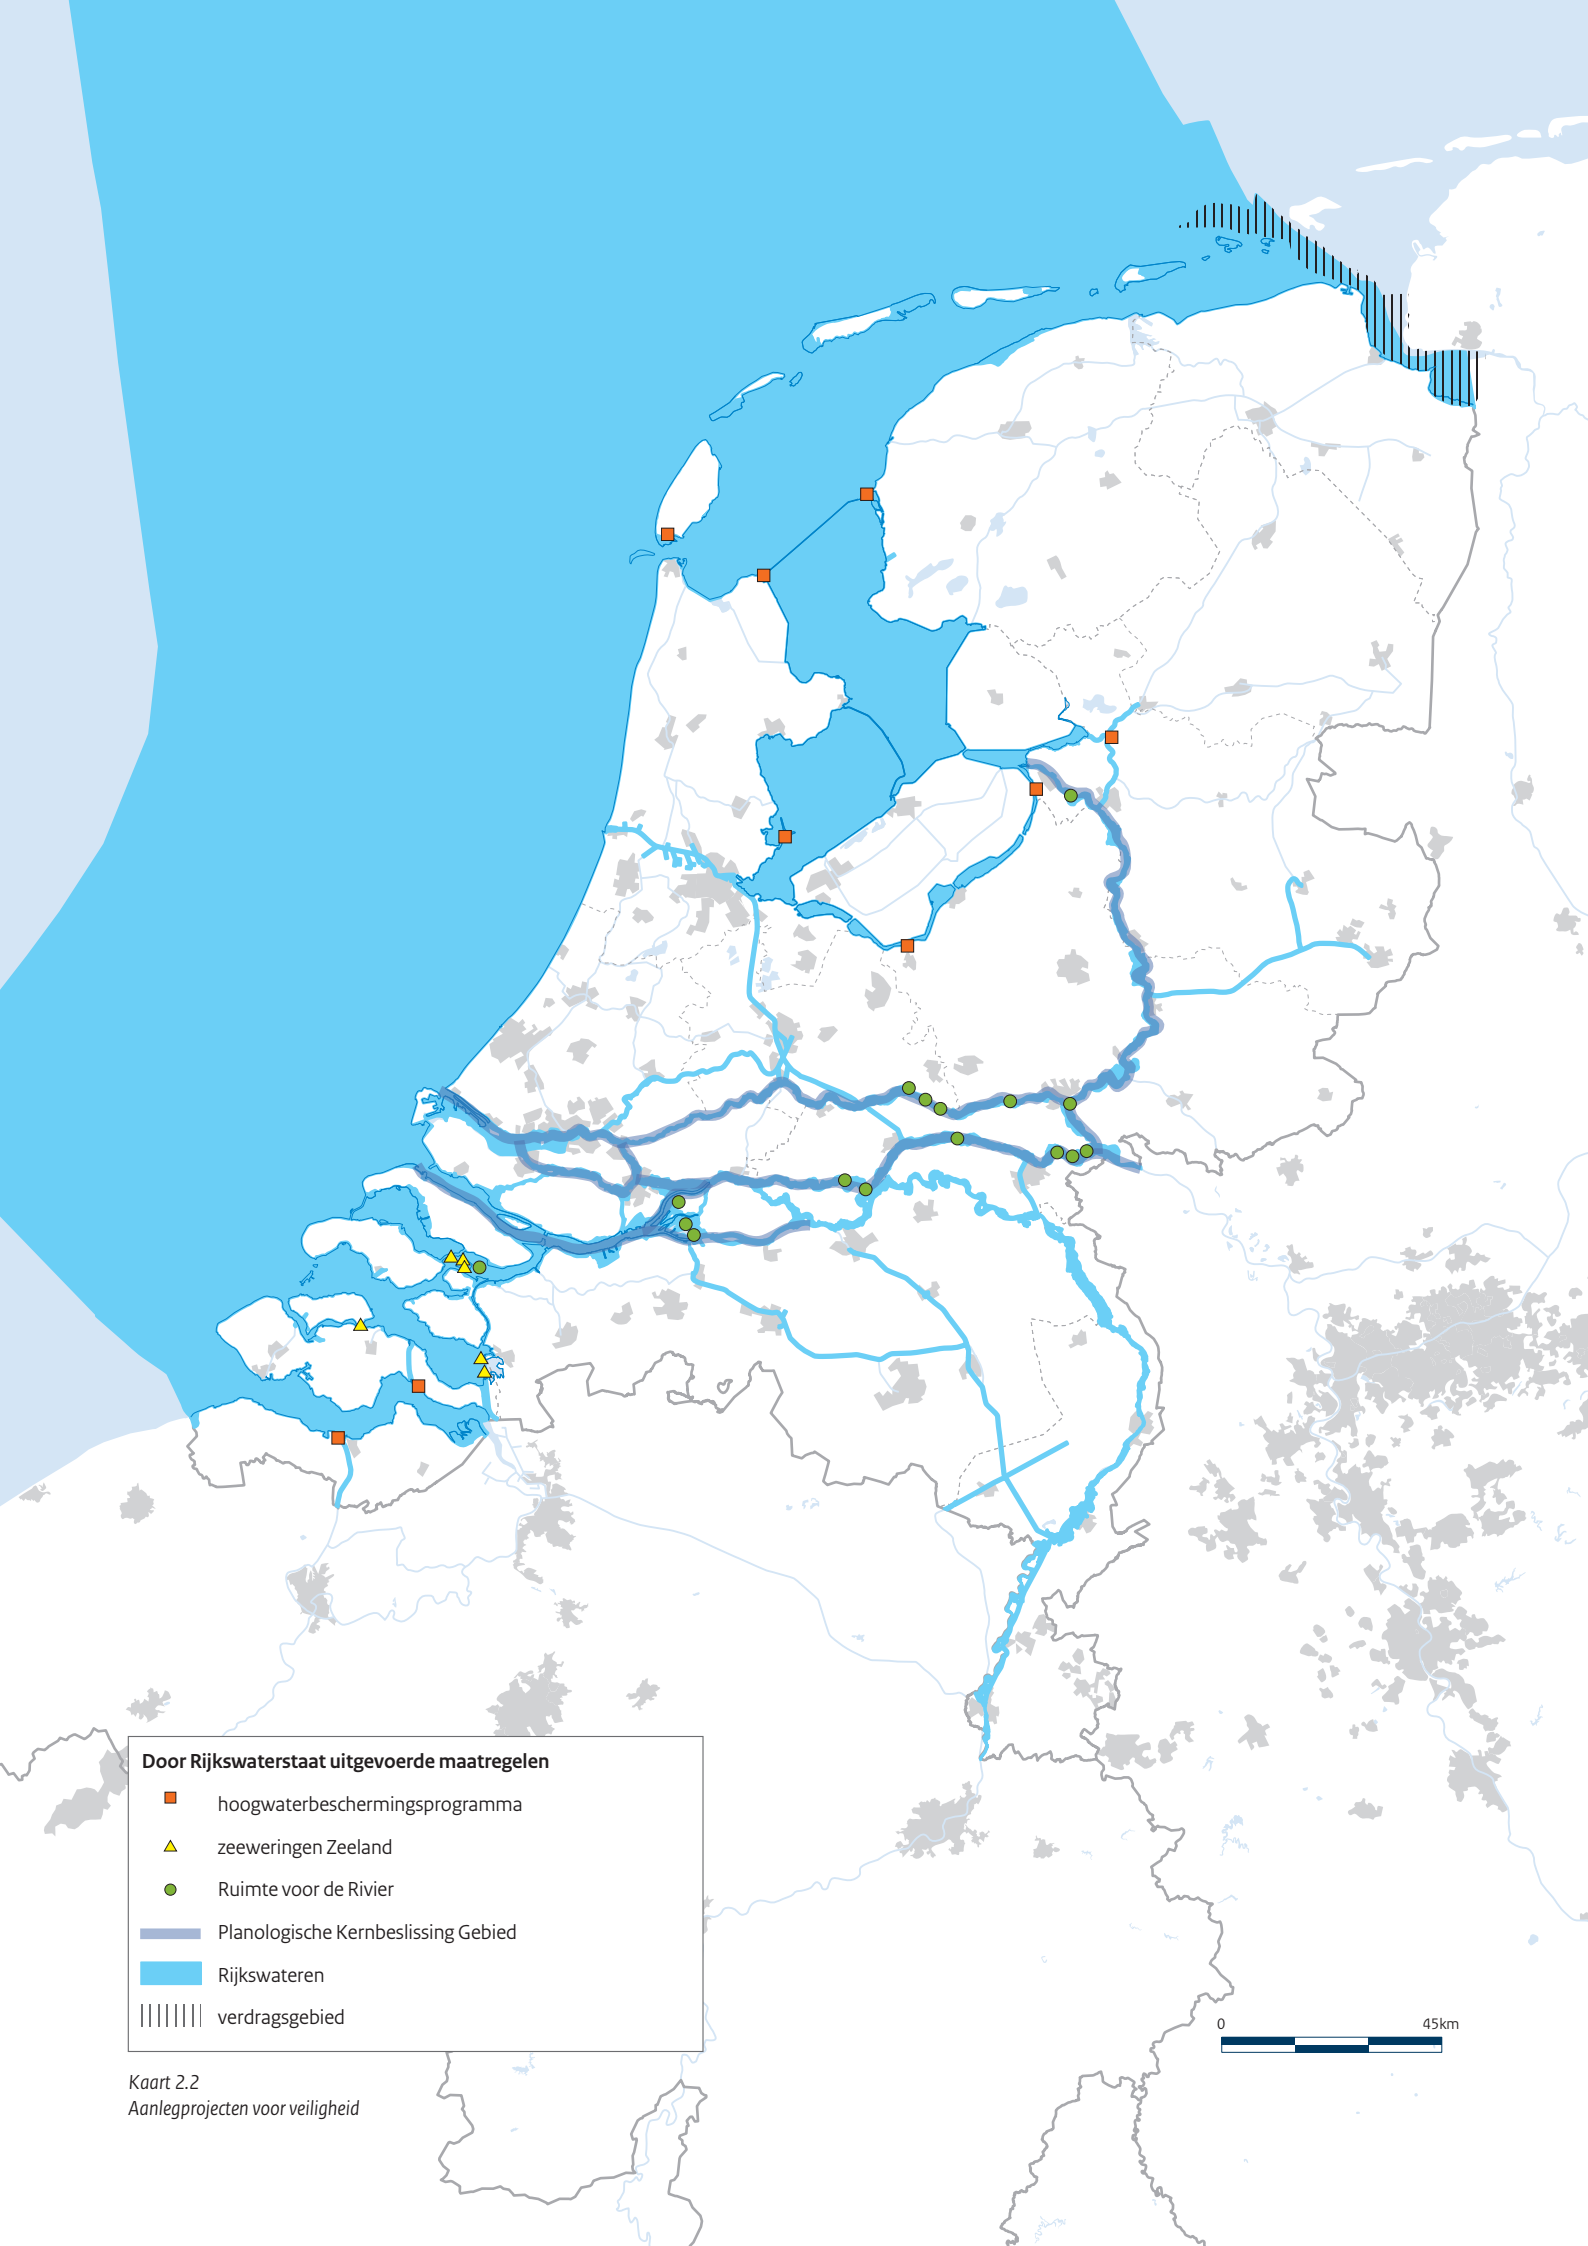 Door Rijkswaterstaat uitgevoerde maatregelen
hoogwaterbeschermingsprogramma
zeeweringen Zeeland
Ruimte voor de Rivier
Planologische Kernbeslissing Gebied
Rijkswateren
verdragsgebied
0 45km
Kaart 2.2
Aanlegprojecten voor veiligheid